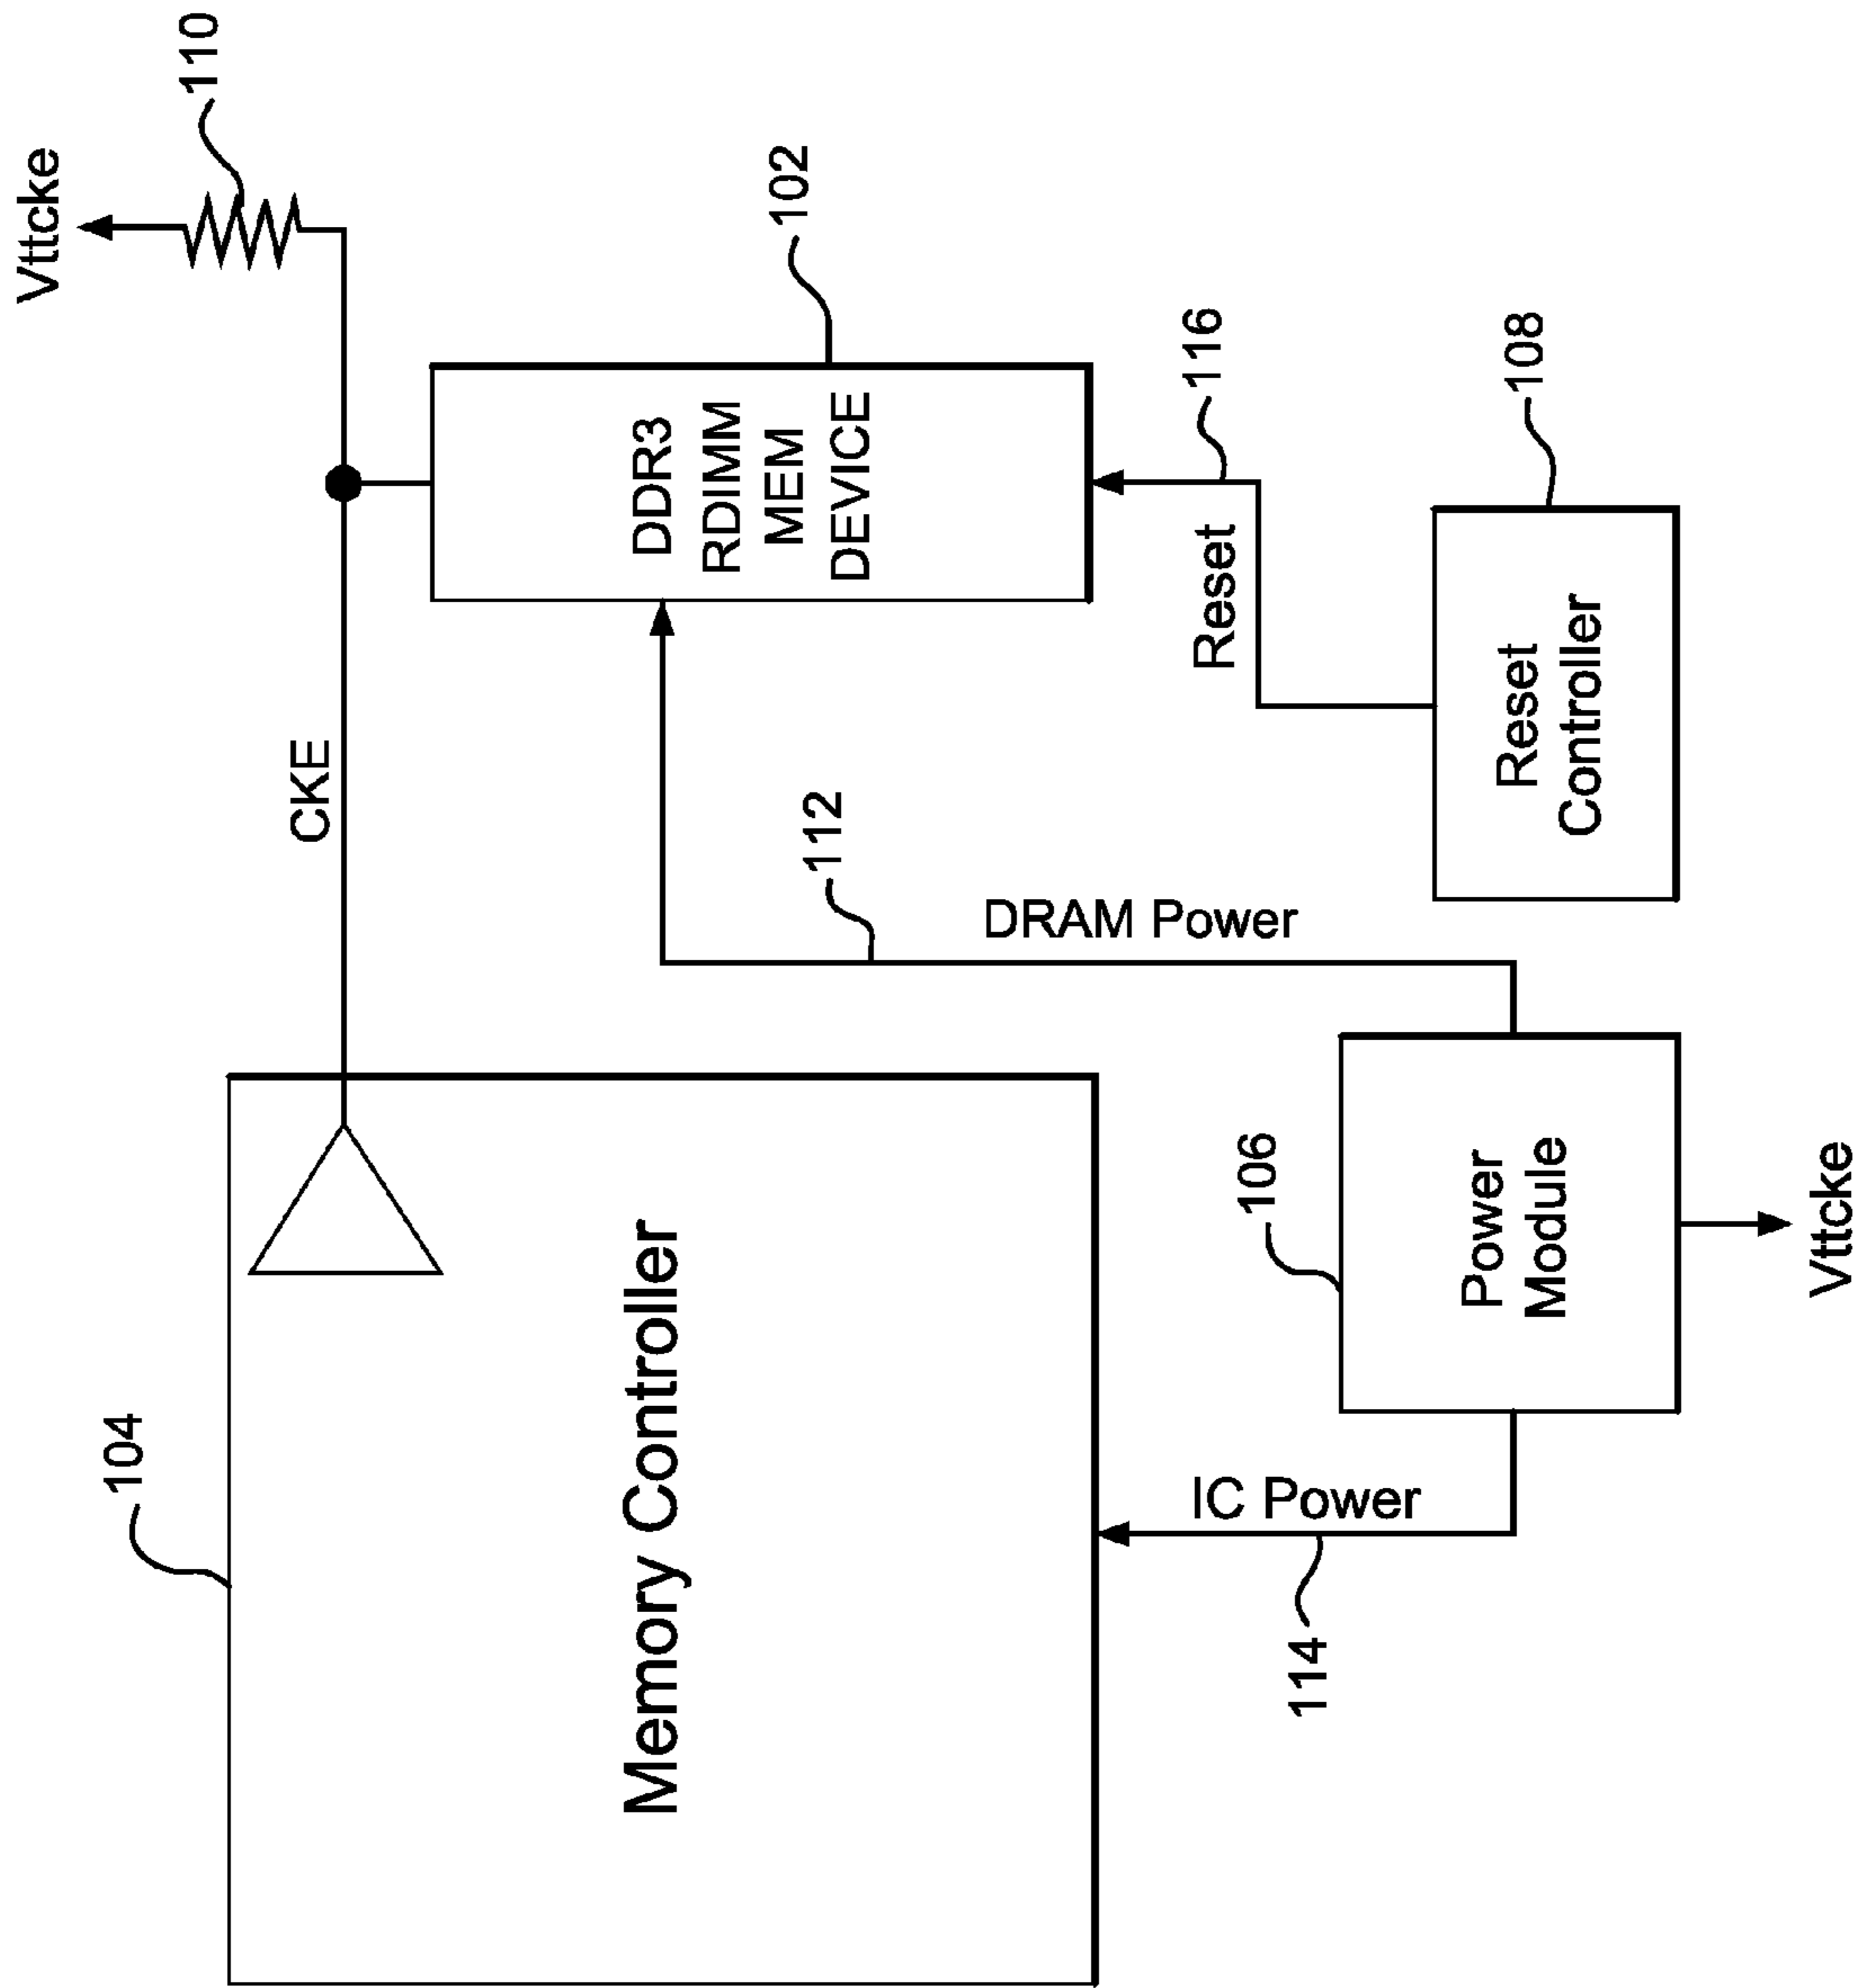 Vttcke
110
CKE
104
Memory Controller
DDR3
RDIMM
MEM
DEVICE
102
112
DRAM Power
Reset
116
114
IC Power
106
Power
Module
Vttcke
Reset
Controller
108